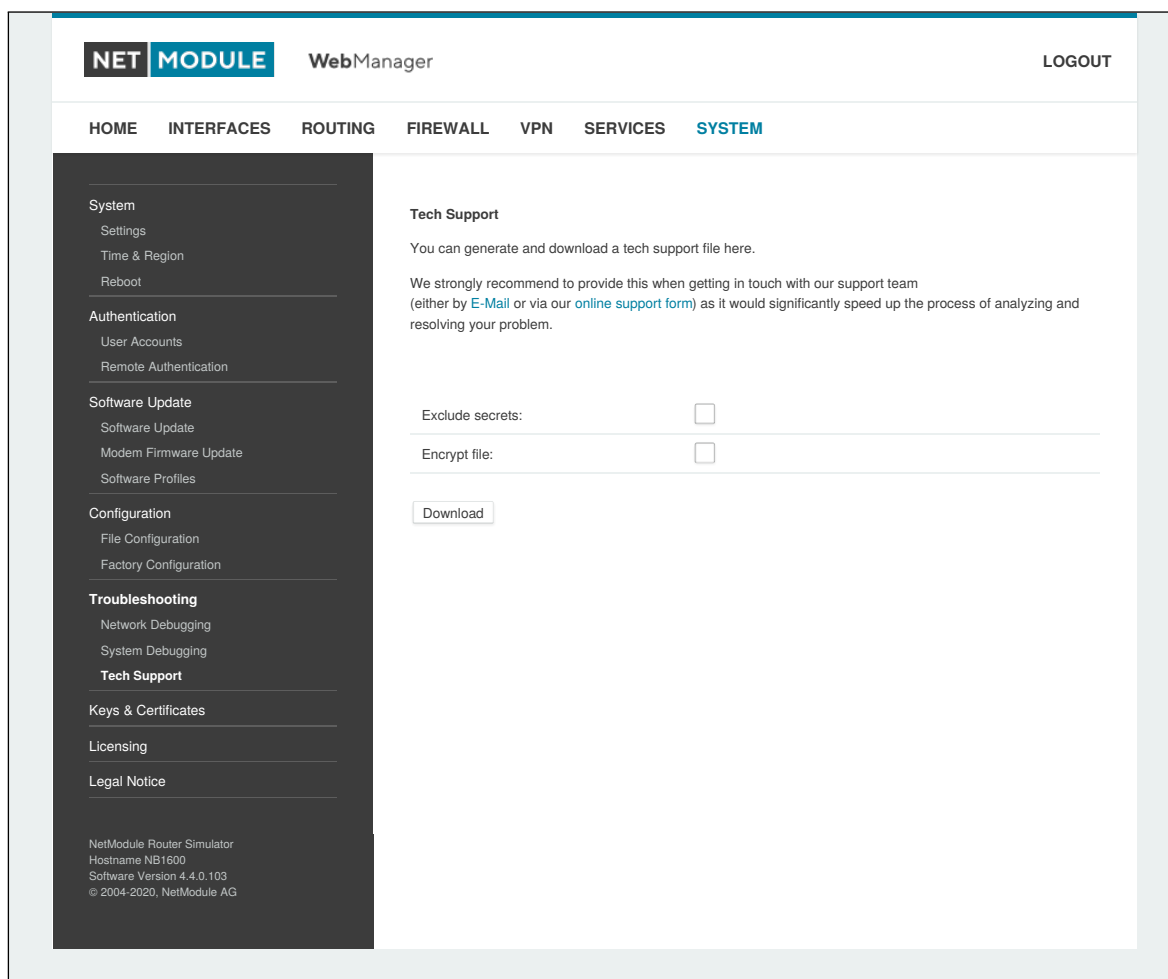 NET MODULE WebManager LOGOUT
HOME INTERFACES ROUTING FIREWALL VPN SERVICES SYSTEM
System
Settings
Time & Region
Reboot
Authentication
User Accounts
Remote Authentication
Software Update
Software Update
Modem Firmware Update
Software Profiles
Configuration
File Configuration
Factory Configuration
Troubleshooting
Network Debugging
System Debugging
Tech Support
Keys & Certificates
Licensing
Legal Notice
NetModule Router Simulator
Hostname NB1600
Software Version 4.4.0.103
© 2004-2020, NetModule AG
Tech Support
You can generate and download a tech support file here.
We strongly recommend to provide this when getting in touch with our support team
(either by E-Mail or via our online support form) as it would significantly speed up the process of analyzing and
resolving your problem.
Exclude secrets:
Encrypt file:
Download